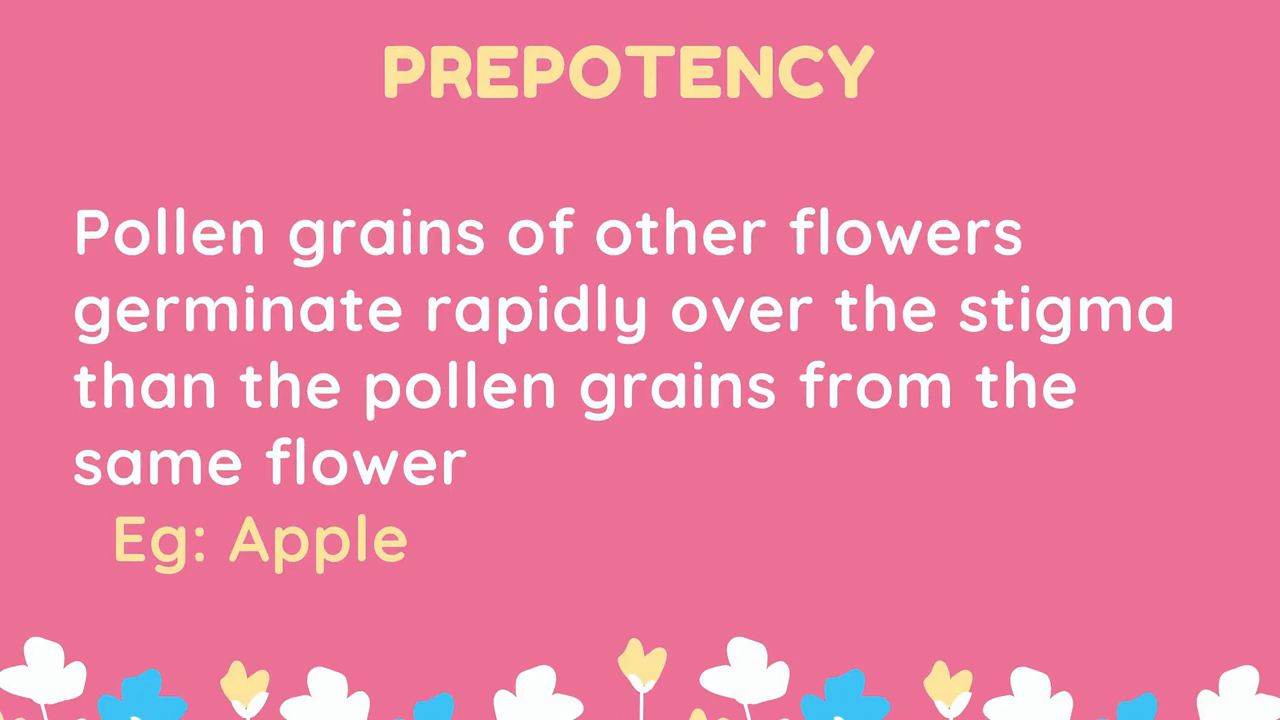 PREPOTENCY
Pollen grains of other flowers
germinate rapidly over the stigma
than the pollen grains from the
same flower
Eg: Apple